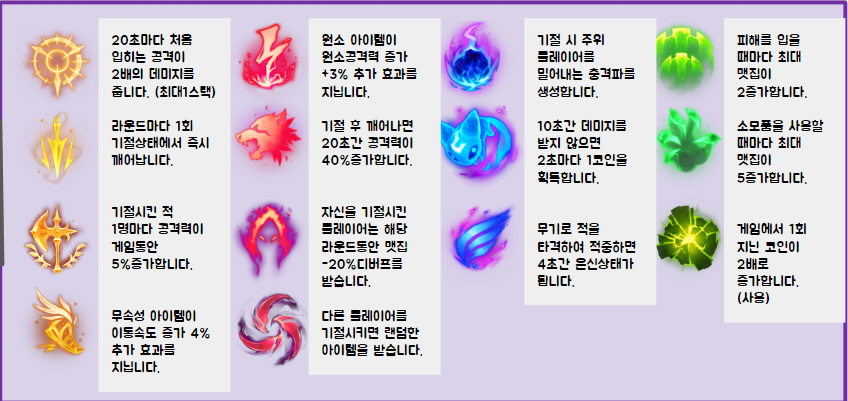 20초마다 처음
입히는 공격이
2배의 데미지를
줍니다. (최대1스택)
라운드마다 1회
기절상태에서 즉시
깨어납니다.
기절시킨 적
1명마다 공격력이
게임동안
5%증가합니다.
무속성 아이템이
이동속도 증가 4%
추가 효과를
지닙니다.
원소 아이템이
원소공격력 증가
+3% 추가 효과를
지닙니다.
기절 후 깨어나면
20초간 공격력이
40%증가합니다.
자신을 기절시킨
플레이어는 해당
라운드동안 맷집
-20%디버프를
받습니다.
다른 플레이어를
기절시키면 랜덤한
아이템을 받습니다.
기절 시 주위
플레이어를
밀어내는 충격파를
생성합니다.
10초간 데미지를
받지 않으면
2초마다 1코인을
획득합니다.
무기로 적을
타격하여 적중하면
4초간 은신상태가
됩니다.
피해를 입을
때마다 최대
맷집이
2증가합니다.
소모품을 사용할
때마다 최대
맷집이
5증가합니다.
게임에서 1회
지닌 코인이
2배로
증가합니다.
(사용)